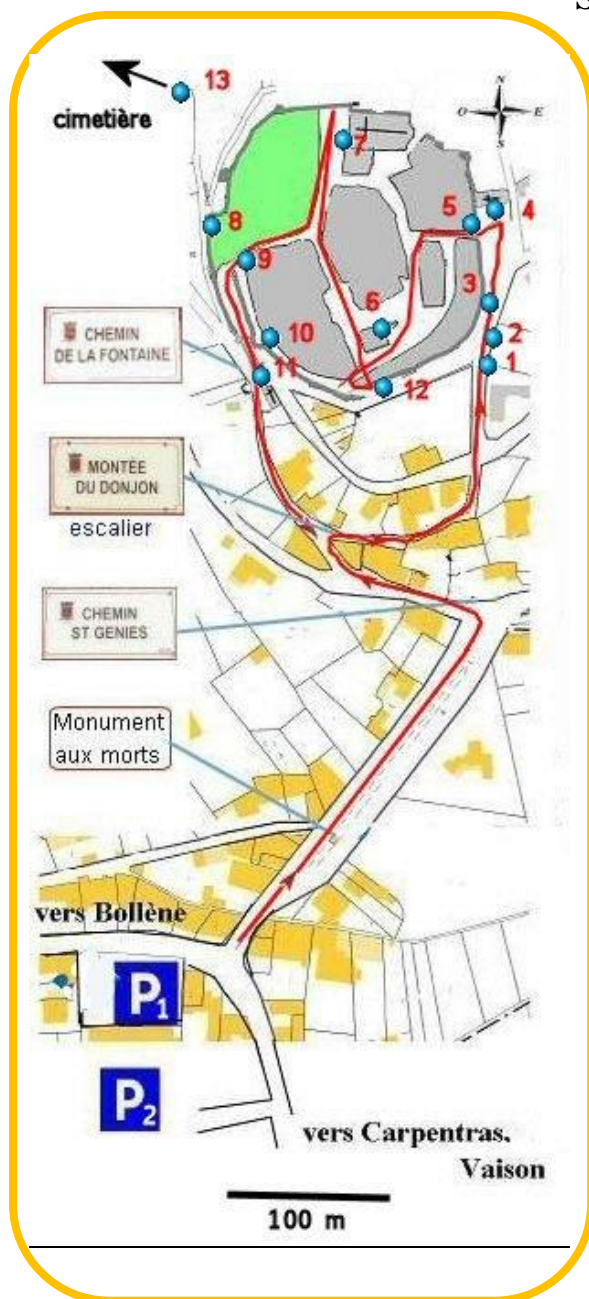 S
13
cimetière
N
O
E
S
7
8
5
4
9
3
6
10
2
11
1
12
CHEMIN
DE LA FONTAINE
MONTÉE
DU DONJON
escalier
CHEMIN
ST GENIES
Monument
aux morts
vers Bollène
P1
P2
vers Carpentras,
Vaison
100 m